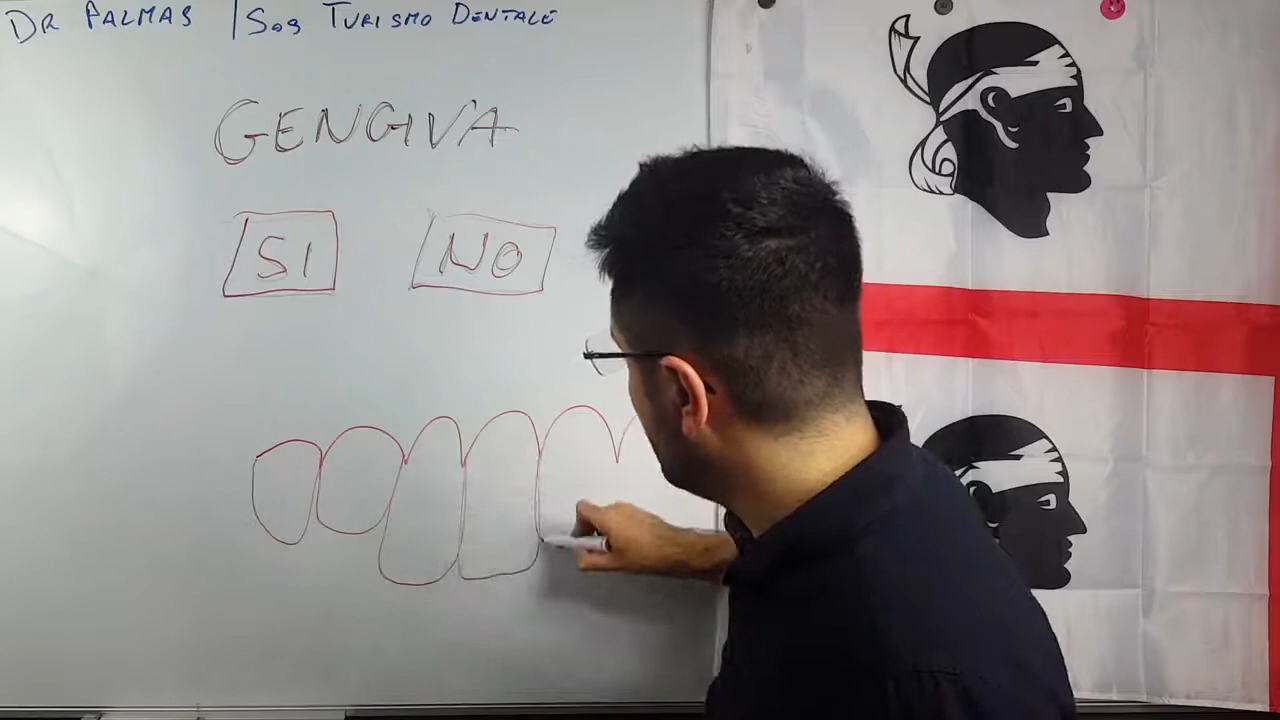 DR PALMAS | SOS TURISMO DENTALE
GENGIVA
SI NO